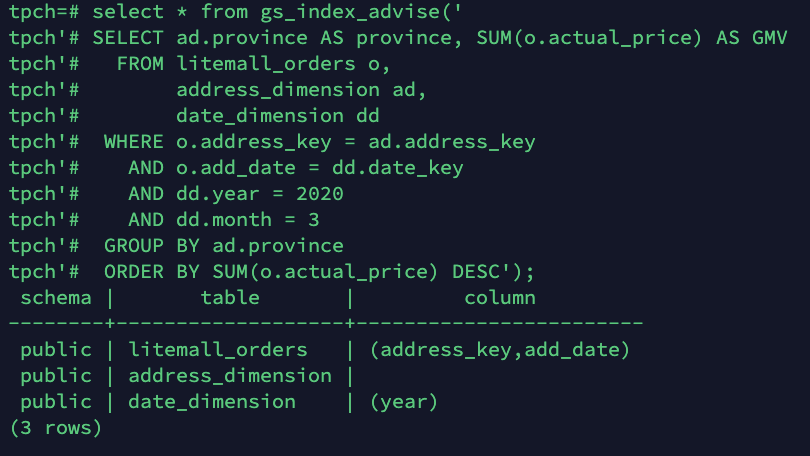 tpch=# select * from gs_index_advise('
tpch'# SELECT ad.province AS province, SUM(o.actual_price) AS GMV
tpch'#   FROM litemall_orders o,
tpch'#        address_dimension ad,
tpch'#        date_dimension dd
tpch'#  WHERE o.address_key = ad.address_key
tpch'#    AND o.add_date = dd.date_key
tpch'#    AND dd.year = 2020
tpch'#    AND dd.month = 3
tpch'#  GROUP BY ad.province
tpch'#  ORDER BY SUM(o.actual_price) DESC');
 schema |       table       |         column
--------+-------------------+------------------------
 public | litemall_orders   | (address_key,add_date)
 public | address_dimension |
 public | date_dimension    | (year)
(3 rows)